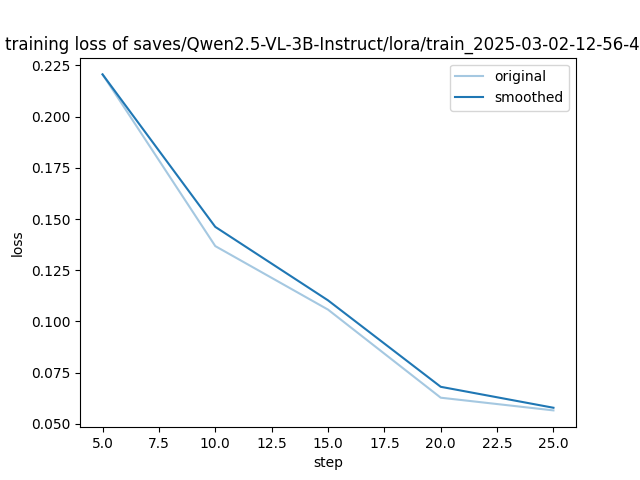 training loss of saves/Qwen2.5-VL-3B-Instruct/lora/train_2025-03-02-12-56-4
original
smoothed
0.225
0.200
0.175
0.150
0.125
0.100
0.075
0.050
loss
5.0 7.5 10.0 12.5 15.0 17.5 20.0 22.5 25.0
step